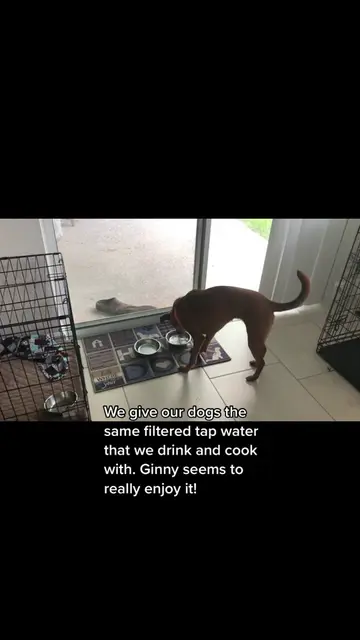 We give our dogs the
same filtered tap water
that we drink and cook
with. Ginny seems to
really enjoy it!